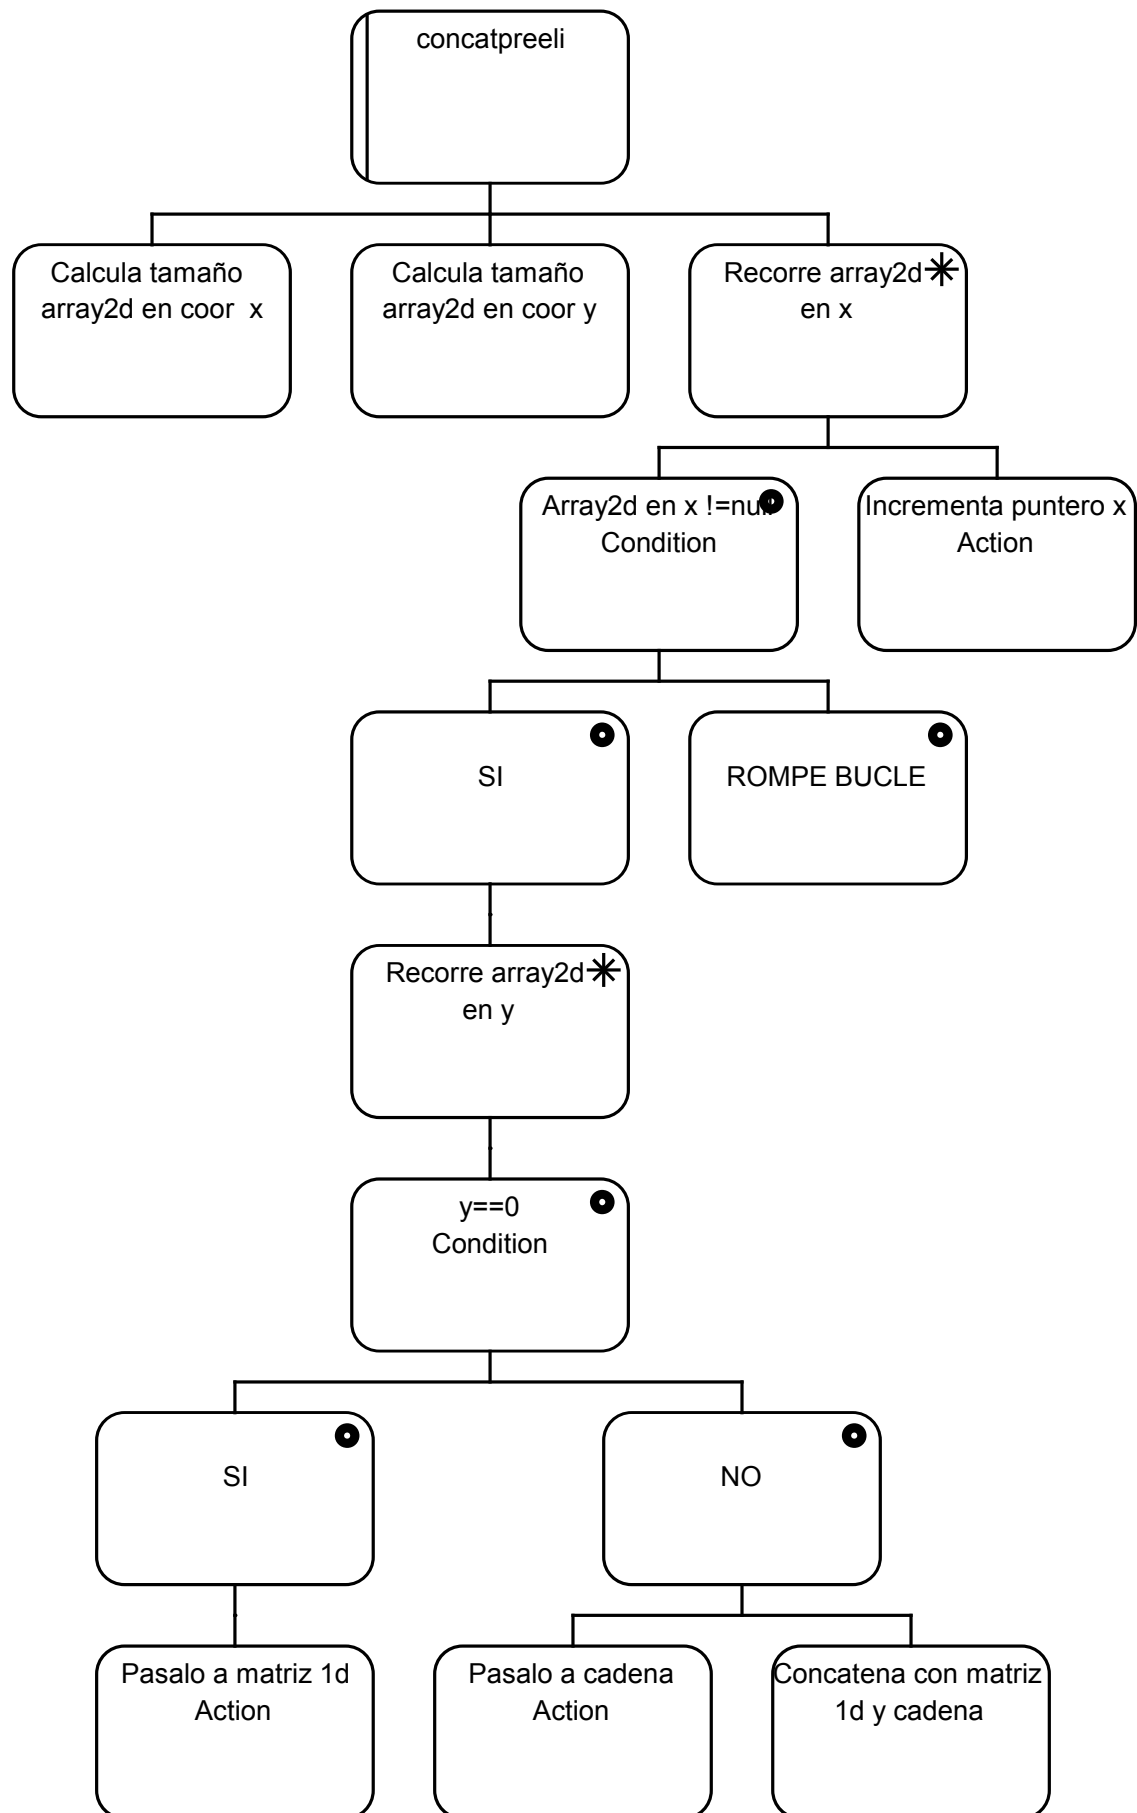 concatpreeli
Calcula tamaño
array2d en coor  x
Calcula tamaño
array2d en coor y
Recorre array2d
en x
Array2d en x !=null
Condition
Incrementa puntero x
Action
SI
ROMPE BUCLE
Recorre array2d
en y
y==0
Condition
SI
NO
Pasalo a matriz 1d
Action
Pasalo a cadena
Action
Concatena con matriz
1d y cadena